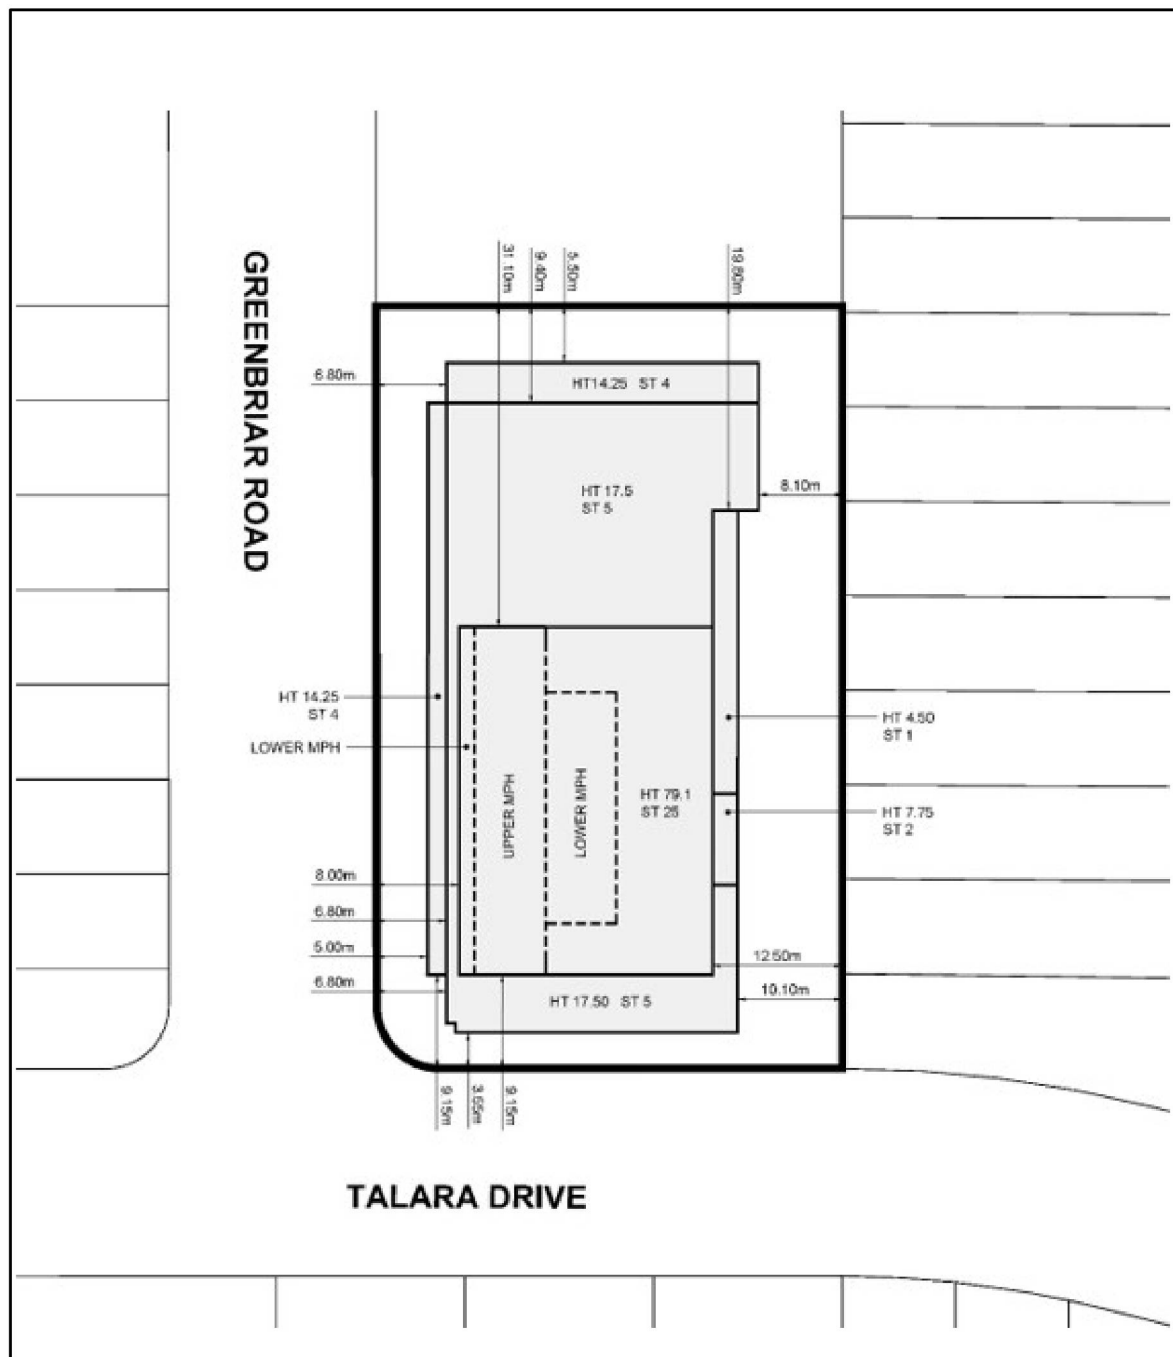 31.10m
9.40m
5.50m
19.80m
GREENBRIAR ROAD
6.80m
HT14.25 ST 4
HT 17.5
ST 5
8.10m
HT 14.25
ST 4
LOWER MPH
UPPER MPH
LOWER MPH
HT 79.1
ST 25
HT 4.50
ST 1
HT 7.75
ST 2
8.00m
6.80m
5.00m
6.80m
12.50m
10.10m
HT 17.50 ST 5
9.15m
3.55m
9.15m
TALARA DRIVE